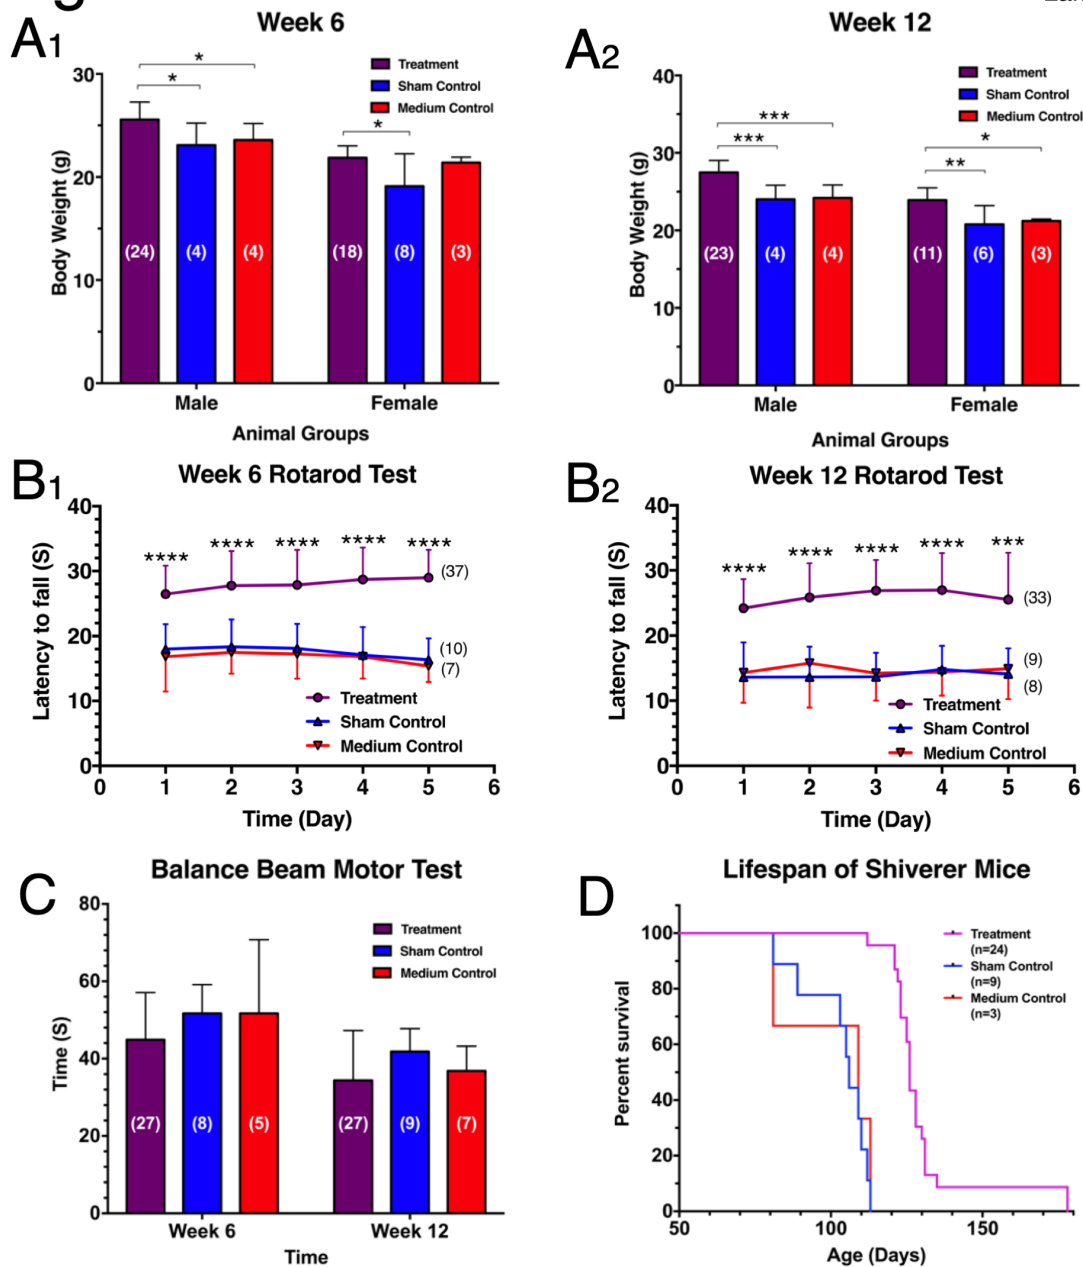 Week 6
A1
*
*
*
Treatment
Sham Control
Medium Control
30
20
10
0
Body Weight (g)
(24)
(4)
(4)
(18)
(8)
(3)
Male
Female
Animal Groups
Week 12
A2
***
***
*
**
Treatment
Sham Control
Medium Control
40
30
20
10
0
Body Weight (g)
(23)
(4)
(4)
(11)
(6)
(3)
Male
Female
Animal Groups
B1
Week 6 Rotarod Test
40
30
20
10
0
Latency to fall (S)
****
****
****
****
****
(37)
(10)
(7)
Treatment
Sham Control
Medium Control
0
1
2
3
4
5
6
Time (Day)
B2
Week 12 Rotarod Test
40
30
20
10
0
Latency to fall (S)
****
****
****
****
***
(33)
(9)
(8)
Treatment
Sham Control
Medium Control
0
1
2
3
4
5
6
Time (Day)
C
Balance Beam Motor Test
80
60
40
20
0
Time (S)
Treatment
Sham Control
Medium Control
(27)
(8)
(5)
(27)
(9)
(7)
Week 6
Week 12
Time
D
Lifespan of Shiverer Mice
100
80
60
40
20
0
Percent survival
Treatment
(n=24)
Sham Control
(n=9)
Medium Control
(n=3)
50
100
150
Age (Days)